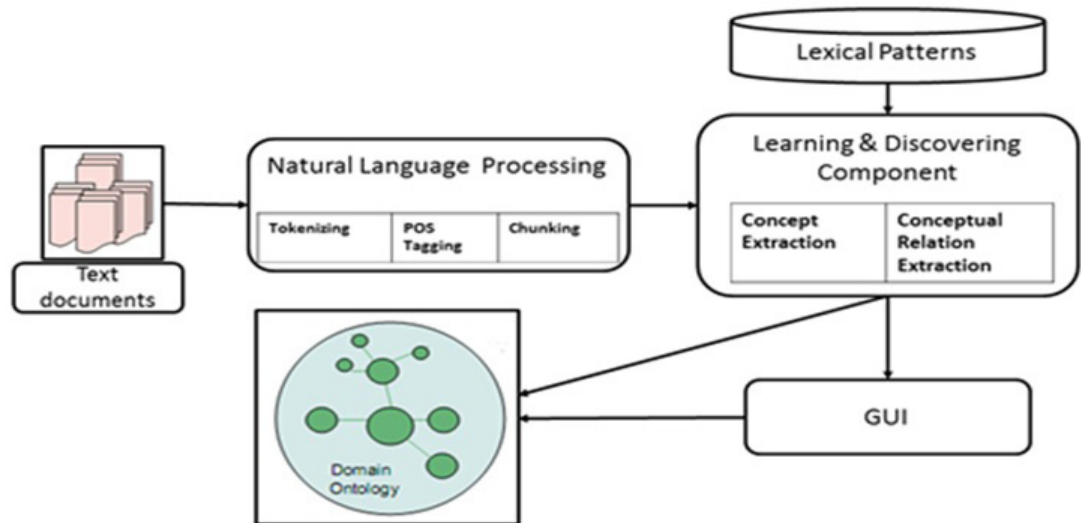 Lexical Patterns
Learning & Discovering
Component
Concept
Extraction
Conceptual
Relation
Extraction
Natural Language Processing
Tokenizing
POS
Tagging
Chunking
Text
documents
Domain
Ontology
GUI